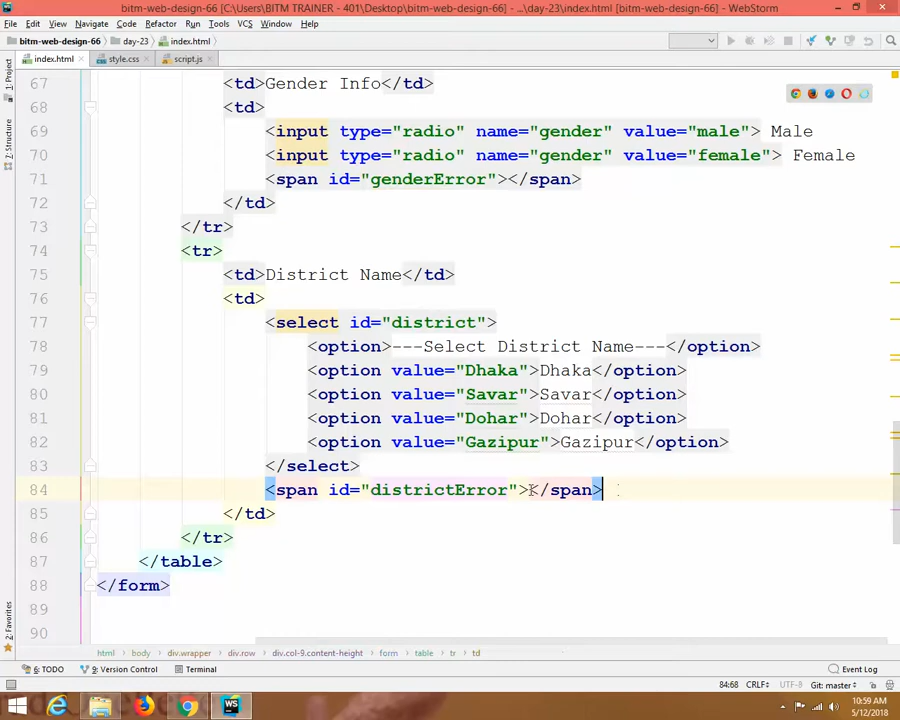 bitm-web-design-66 [C:\Users\BITM TRAINER - 401\Desktop\bitm-web-design-66] - ...\day-23\index.html [bitm-web-design-66] - WebStorm
File Edit View Navigate Code Refactor Run Tools VCS Window Help
bitm-web-design-66 day-23 index.html
index.html style.css script.js
1: Project
7: Structure
2: Favorites
67 <td>Gender Info</td>
68 <td>
69 <input type="radio" name="gender" value="male"> Male
70 <input type="radio" name="gender" value="female"> Female
71 <span id="genderError"></span>
72 </td>
73 </tr>
74 <tr>
75 <td>District Name</td>
76 <td>
77 <select id="district">
78 <option>---Select District Name---</option>
79 <option value="Dhaka">Dhaka</option>
80 <option value="Savar">Savar</option>
81 <option value="Dohar">Dohar</option>
82 <option value="Gazipur">Gazipur</option>
83 </select>
84 <span id="districtError"></span>
85 </td>
86 </tr>
87 </table>
88 </form>
89
90
html body div.wrapper div.row div.col-9.content-height form table tr td
6: TODO 9: Version Control Terminal Event Log
84:68 CRLF: UTF-8 Git: master
WS
10:59 AM
5/12/2018